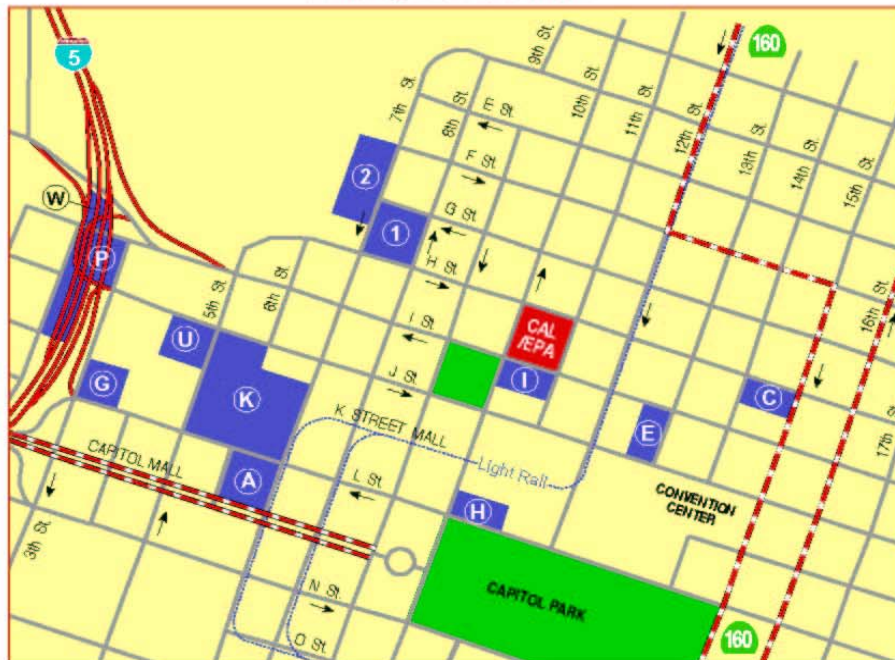 5
160
9th St.
7th St.
8th St.
E St.
10th St.
11th St.
12th St.
13th St.
14th St.
15th St.
2
F St.
W
G St.
1
P
H St.
5th St.
6th St.
I St.
CAL
/EPA
16th St.
U
J St.
I
G
K
C
K STREET MALL
E
17th St.
CAPITOL MALL
Light Rail
A
L St.
H
CONVENTION
CENTER
3th St.
N St.
CAPITOL PARK
O St.
160